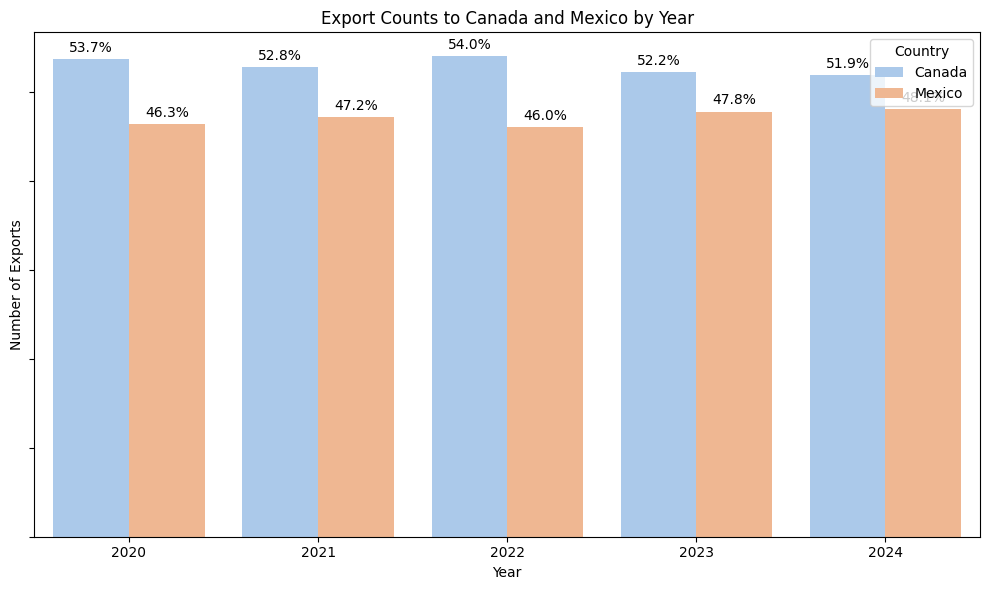 Export Counts to Canada and Mexico by Year
53.7%
46.3%
52.8%
47.2%
54.0%
46.0%
52.2%
47.8%
51.9%
48.1%
Country
Canada
Mexico
Number of Exports
2020
2021
2022
2023
2024
Year